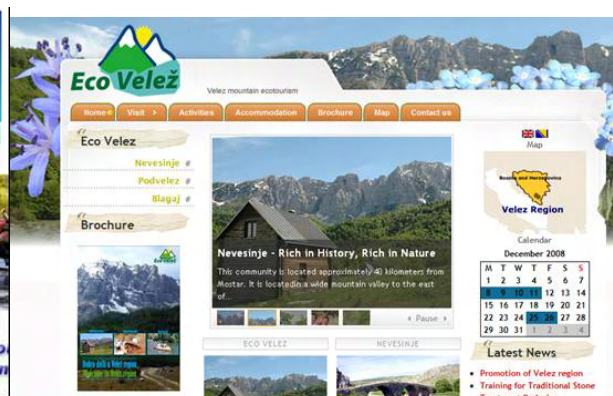 Eco Velež
Velez mountain ecotourism
Home
Visit
Activities
Accommodation
Brochure
Map
Contact us
Eco Velez
Nevesinje
Podvelez
Blagaj
Brochure
Nevesinje - Rich in History, Rich in Nature
This community is located approximately 40 kilometers from
Mostar. It is locatedin a wide mountain valley to the east
of...
Pause
ECO VELEZ
NEVESINJE
Map
Bosnia and Herzegovina
Velez Region
Calendar
December 2008
M T W T F S S
1 2 3 4 5 6 7
8 9 10 11 12 13 14
15 16 17 18 19 20 21
22 23 24 25 26 27 28
29 30 31 1 2 3 4
Latest News
Promotion of Velez region
Training for Traditional Stone